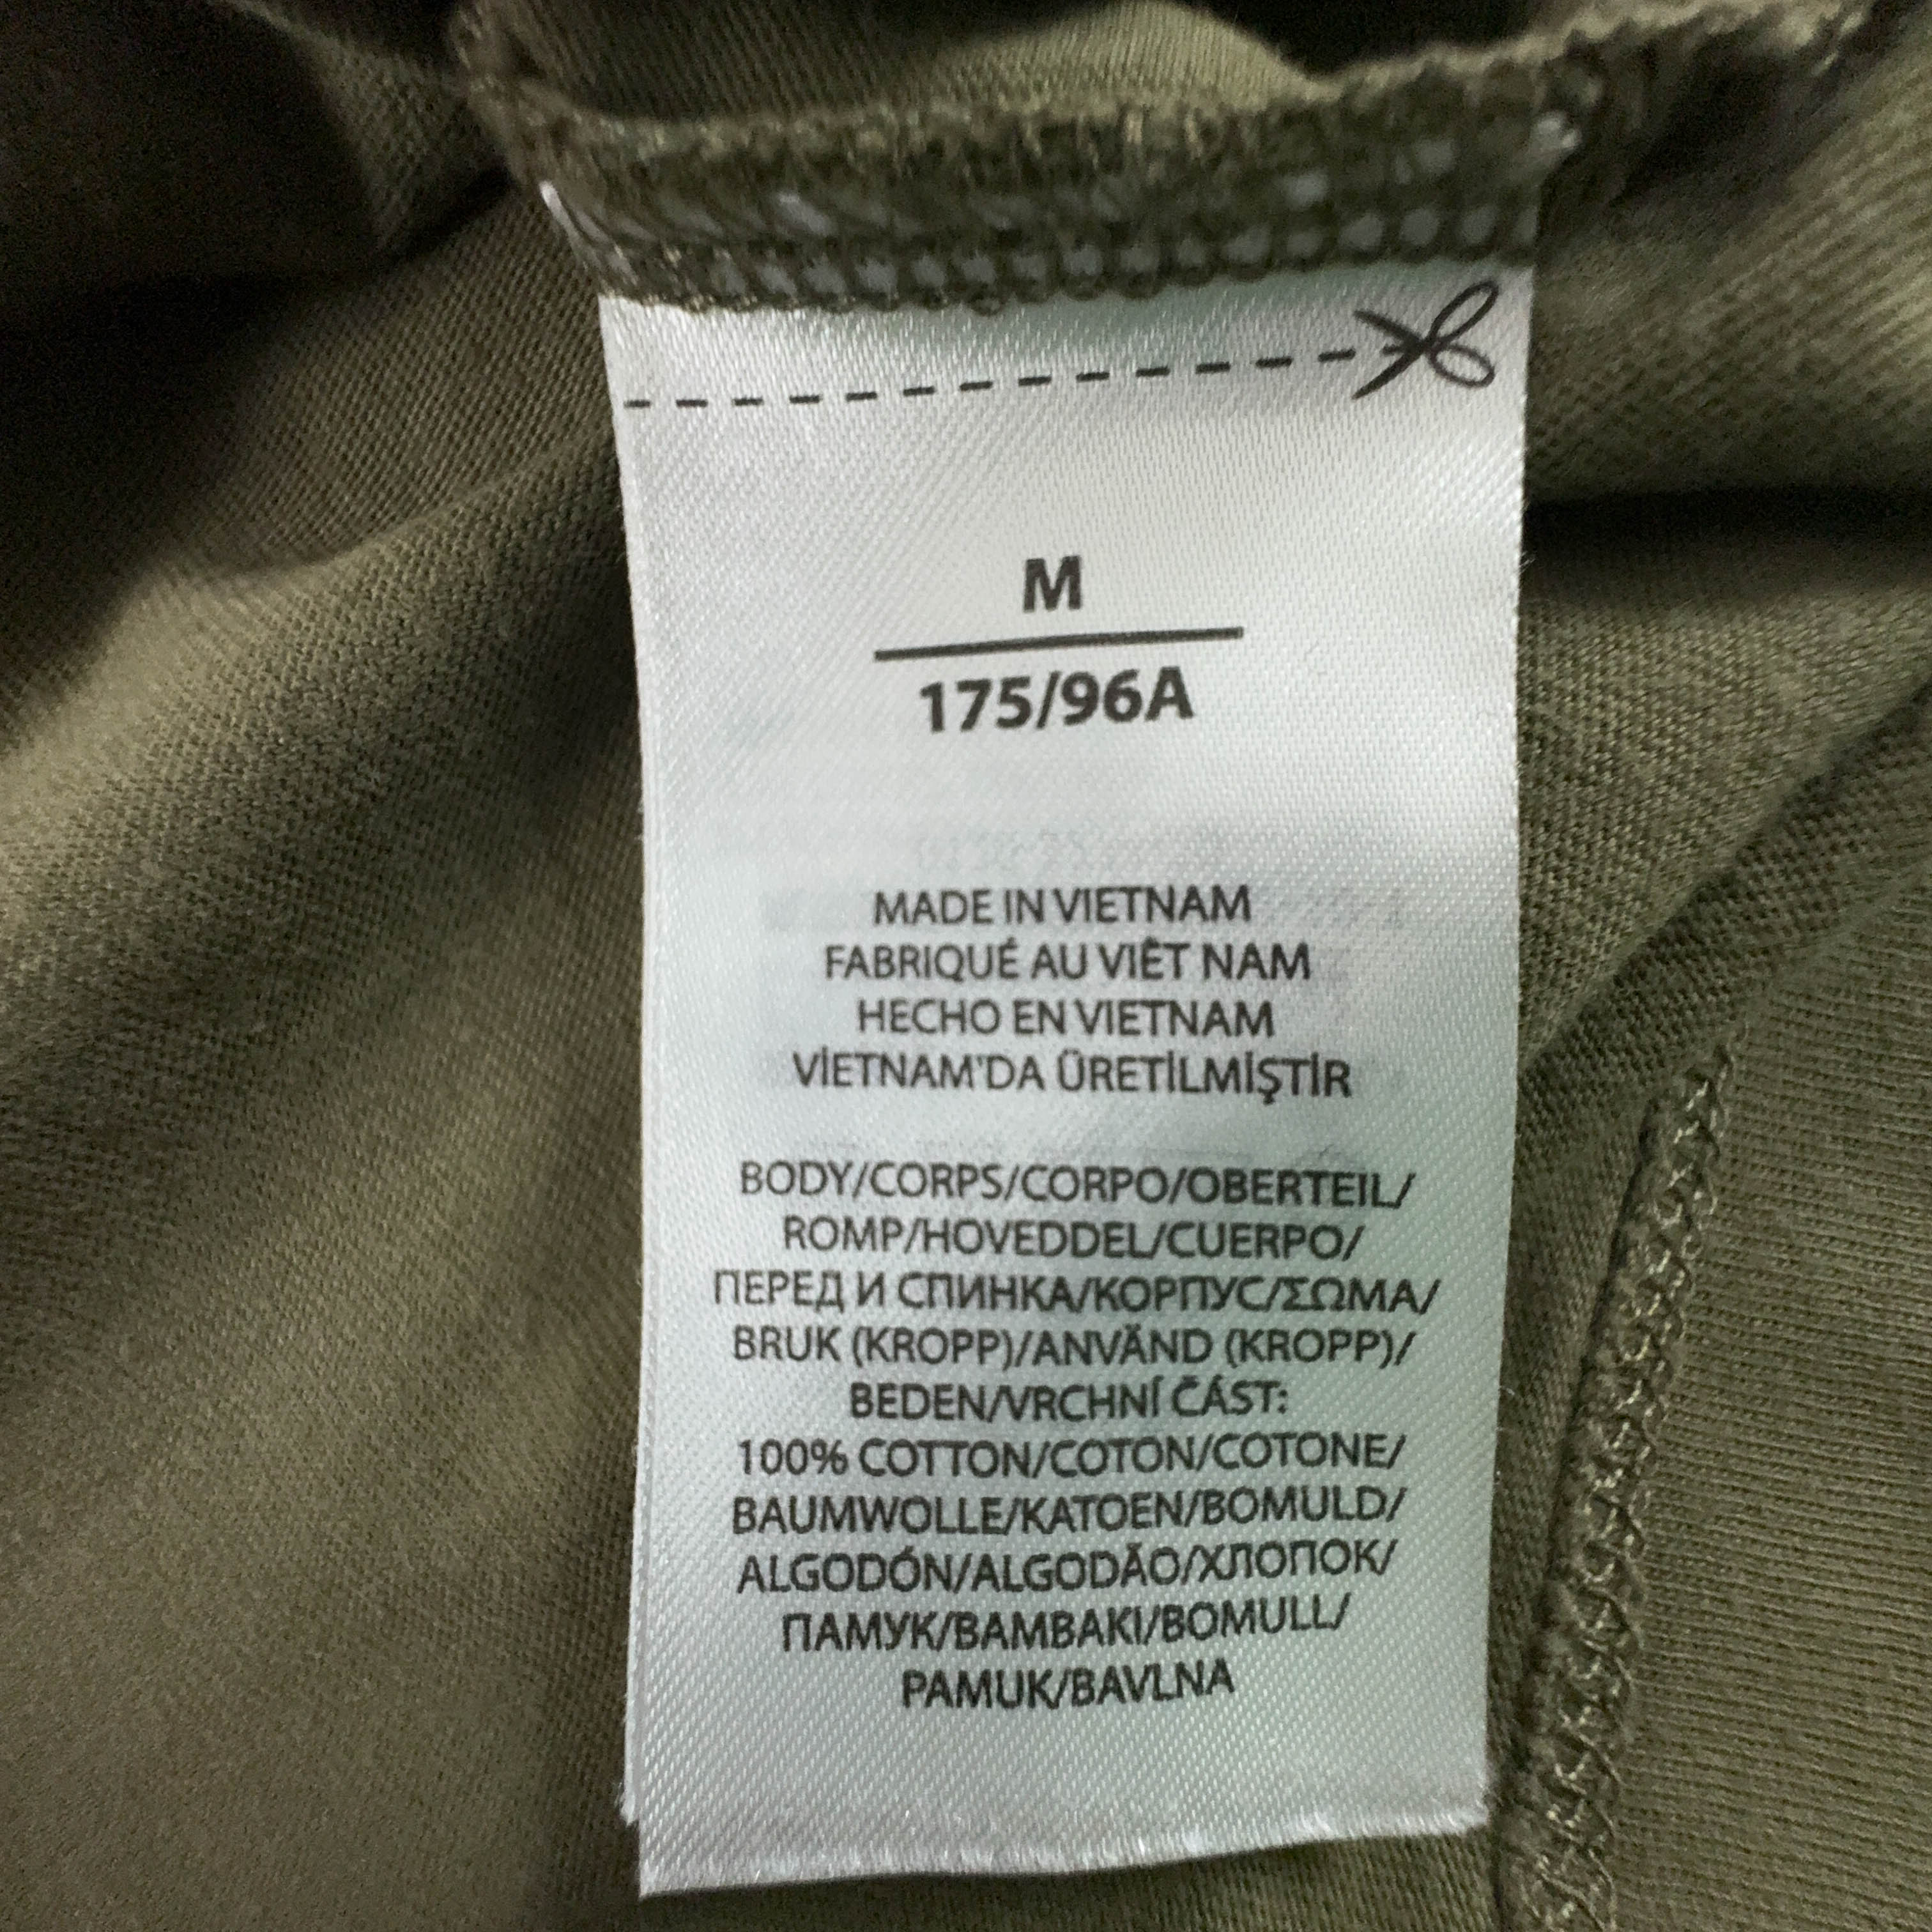 M
175/96A
MADE IN VIETNAM
FABRIQUÉ AU VIÊT NAM
HECHO EN VIETNAM
VİETNAM'DA ÜRETİLMİŞTİR
BODY/CORPS/CORPO/OBERTEIL/
ROMP/HOVEDDEL/CUERPO/
ПЕРЕД И СПИНКА/КОРПУС/ΣΩΜΑ/
BRUK (KROPP)/ANVÄND (KROPP)/
BEDEN/VRCHNÍ ČÁST:
100% COTTON/COTON/COTONE/
BAUMWOLLE/KATOEN/BOMULD/
ALGODÓN/ALGODÃO/ХЛОПОК/
ПАМУК/ΒΑΜΒΑΚΙ/BOMULL/
PAMUK/BAVLNA